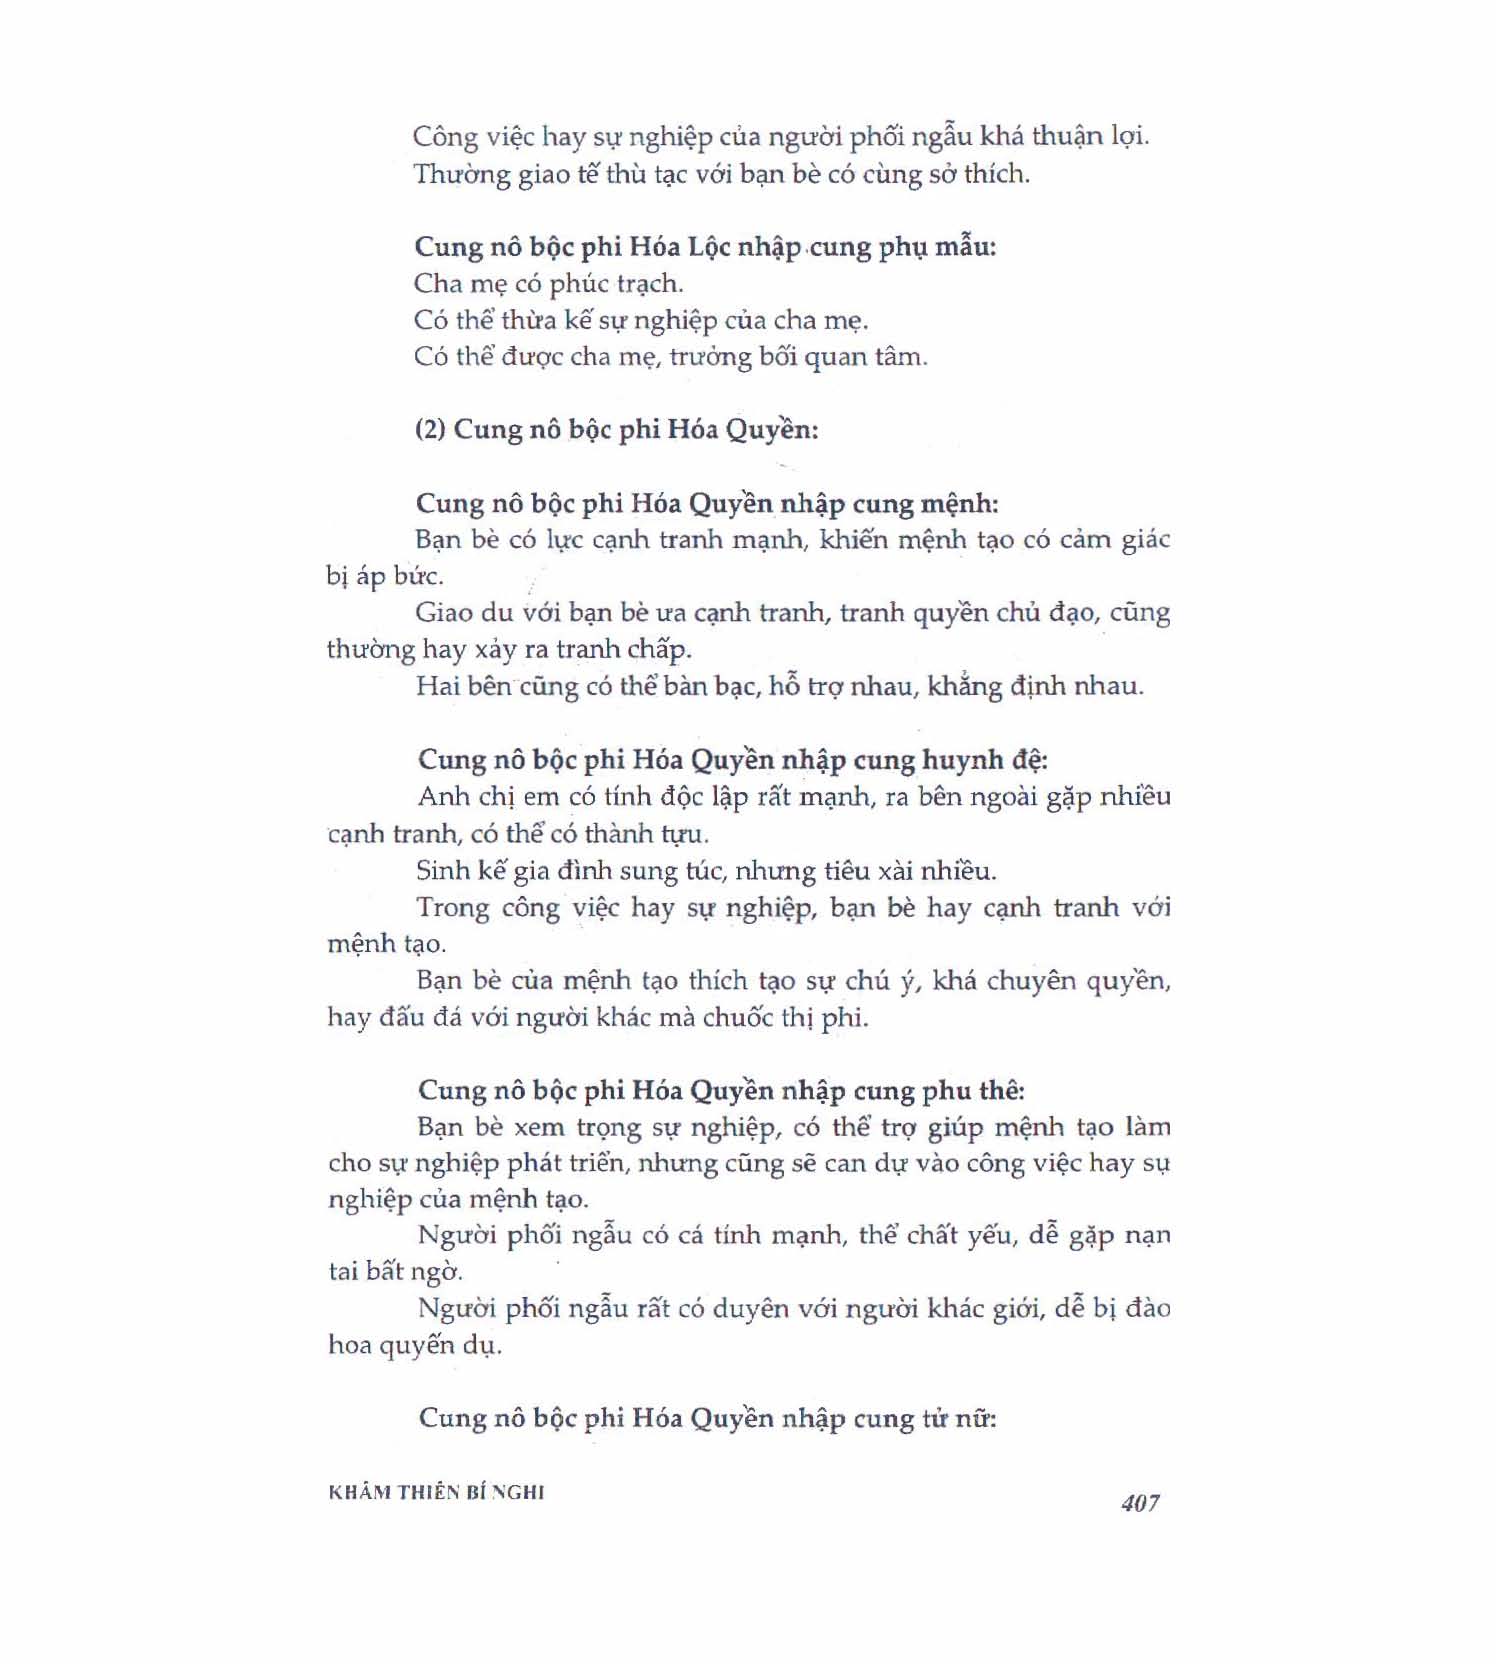 Công việc hay sự nghiệp của người phối ngẫu khá thuận lợi.
Thường giao tế thù tạc với bạn bè có cùng sở thích.
Cung nô bộc phi Hóa Lộc nhập cung phụ mẫu:
Cha mẹ có phúc trạch.
Có thể thừa kế sự nghiệp của cha mẹ.
Có thể được cha mẹ, trưởng bối quan tâm.
(2) Cung nô bộc phi Hóa Quyền:
Cung nô bộc phi Hóa Quyền nhập cung mệnh:
Bạn bè có lực cạnh tranh mạnh, khiến mệnh tạo có cảm giác
bị áp bức.
Giao du với bạn bè ưa cạnh tranh, tranh quyền chủ đạo, cũng
thường hay xảy ra tranh chấp.
Hai bên cũng có thể bàn bạc, hỗ trợ nhau, khẳng định nhau.
Cung nô bộc phi Hóa Quyền nhập cung huynh đệ:
Anh chị em có tính độc lập rất mạnh, ra bên ngoài gặp nhiều
cạnh tranh, có thể có thành tựu.
Sinh kế gia đình sung túc, nhưng tiêu xài nhiều.
Trong công việc hay sự nghiệp, bạn bè hay cạnh tranh với
mệnh tạo.
Bạn bè của mệnh tạo thích tạo sự chú ý, khá chuyên quyền,
hay đấu đá với người khác mà chuốc thị phi.
Cung nô bộc phi Hóa Quyền nhập cung phu thê:
Bạn bè xem trọng sự nghiệp, có thể trợ giúp mệnh tạo làm
cho sự nghiệp phát triển, nhưng cũng sẽ can dự vào công việc hay sự
nghiệp của mệnh tạo.
Người phối ngẫu có cá tính mạnh, thể chất yếu, dễ gặp nạn
tai bất ngờ.
Người phối ngẫu rất có duyên với người khác giới, dễ bị đào
hoa quyến dụ.
Cung nô bộc phi Hóa Quyền nhập cung tử nữ:
KHÂM THIÊN BÍ NGHI
407